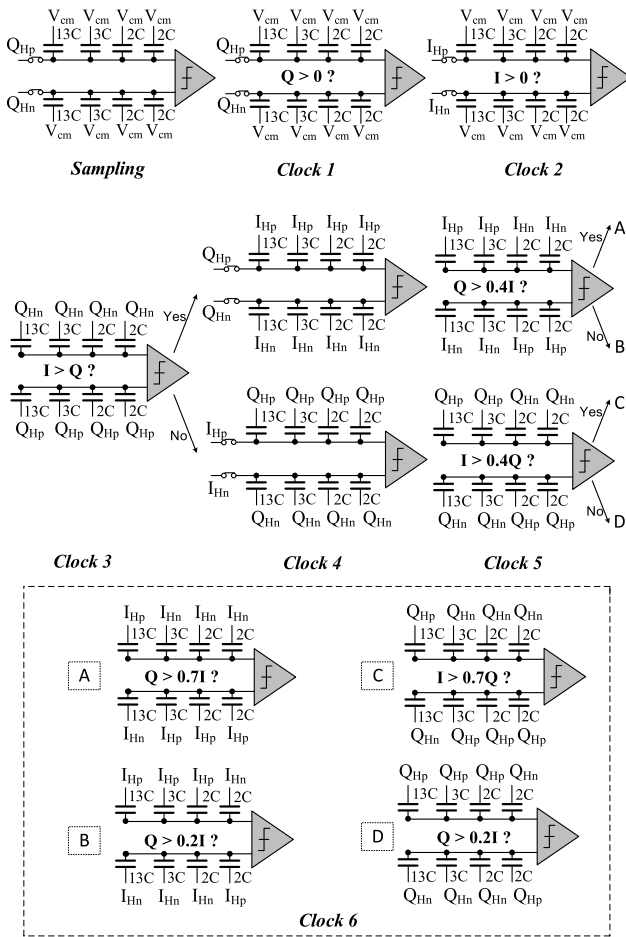 Vcm Vcm Vcm Vcm Vcm Vcm Vcm Vcm Vcm Vcm Vcm Vcm
13C 3C 2C 2C 13C 3C 2C 2C 13C 3C 2C 2C
QHp QHp IHp
Q > 0 ? I > 0 ?
QHn QHn IHn
13C 3C 2C 2C 13C 3C 2C 2C 13C 3C 2C 2C
Vcm Vcm Vcm Vcm Vcm Vcm Vcm Vcm Vcm Vcm Vcm Vcm
Sampling Clock 1 Clock 2
IHp IHp IHp IHp IHp IHp IHn IHn
13C 3C 2C 2C 13C 3C 2C 2C
QHp Yes A
Q > 0.4I ?
QHn No B
13C 3C 2C 2C 13C 3C 2C 2C
IHn IHn IHn IHn IHn IHn IHp IHp
QHn QHn QHn QHn Yes
13C 3C 2C 2C
I > Q ?
13C 3C 2C 2C
QHp QHp QHp QHp No
QHp QHp QHp QHp QHp QHp QHn QHn
13C 3C 2C 2C 13C 3C 2C 2C
IHp Yes C
I > 0.4Q ?
IHn No D
13C 3C 2C 2C 13C 3C 2C 2C
QHn QHn QHn QHn QHn QHn QHp QHp
Clock 3 Clock 4 Clock 5
IHp IHn IHn IHn QHp QHn QHn QHn
13C 3C 2C 2C 13C 3C 2C 2C
A Q > 0.7I ? C I > 0.7Q ?
13C 3C 2C 2C 13C 3C 2C 2C
IHn IHp IHp IHp QHn QHp QHp QHp
IHp IHp IHp IHn QHp QHp QHp QHn
13C 3C 2C 2C 13C 3C 2C 2C
B Q > 0.2I ? D Q > 0.2I ?
13C 3C 2C 2C 13C 3C 2C 2C
IHn IHn IHn IHp QHn QHn QHn QHp
Clock 6